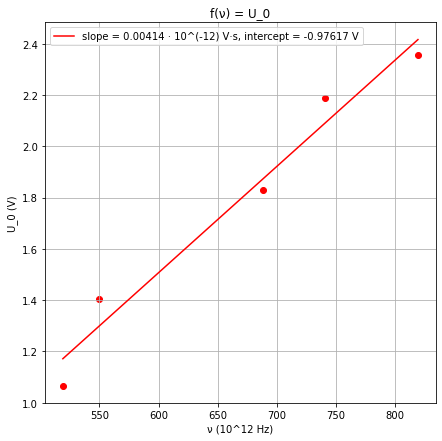 f(ν) = U_0
slope = 0.00414 · 10^(-12) V·s, intercept = -0.97617 V
U_0 (V)
2.4
2.2
2.0
1.8
1.6
1.4
1.2
1.0
550 600 650 700 750 800
ν (10^12 Hz)